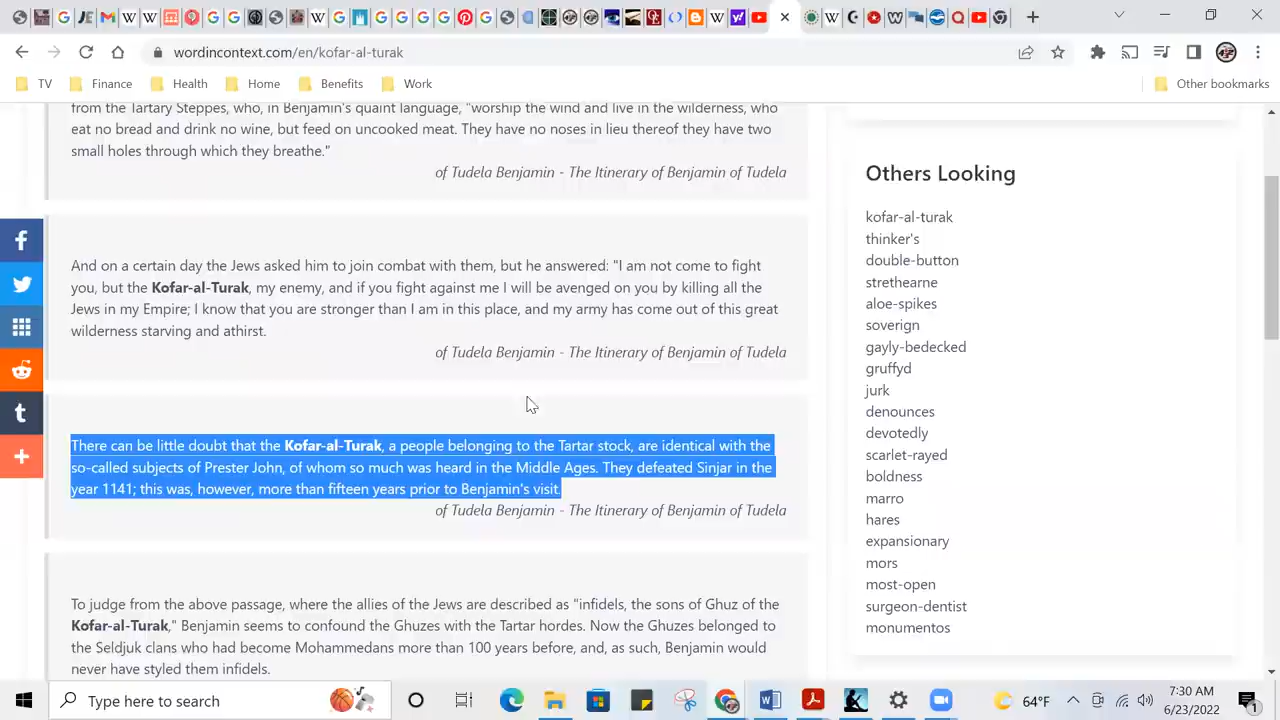 wordincontext.com/en/kofar-al-turak
TV
Finance
Health
Home
Benefits
Work
Other bookmarks
from the Tartary Steppes, who, in Benjamin's quaint language, "worship the wind and live in the wilderness, who
eat no bread and drink no wine, but feed on uncooked meat. They have no noses in lieu thereof they have two
small holes through which they breathe."
of Tudela Benjamin - The Itinerary of Benjamin of Tudela
And on a certain day the Jews asked him to join combat with them, but he answered: "I am not come to fight
you, but the Kofar-al-Turak, my enemy, and if you fight against me I will be avenged on you by killing all the
Jews in my Empire; I know that you are stronger than I am in this place, and my army has come out of this great
wilderness starving and athirst.
of Tudela Benjamin - The Itinerary of Benjamin of Tudela
There can be little doubt that the Kofar-al-Turak, a people belonging to the Tartar stock, are identical with the
so-called subjects of Prester John, of whom so much was heard in the Middle Ages. They defeated Sinjar in the
year 1141; this was, however, more than fifteen years prior to Benjamin's visit.
of Tudela Benjamin - The Itinerary of Benjamin of Tudela
To judge from the above passage, where the allies of the Jews are described as "infidels, the sons of Ghuz of the
Kofar-al-Turak," Benjamin seems to confound the Ghuzes with the Tartar hordes. Now the Ghuzes belonged to
the Seldjuk clans who had become Mohammedans more than 100 years before, and, as such, Benjamin would
never have styled them infidels.
Others Looking
kofar-al-turak
thinker's
double-button
strethearne
aloe-spikes
soverign
gayly-bedecked
gruffyd
jurk
denounces
devotedly
scarlet-rayed
boldness
marro
hares
expansionary
mors
most-open
surgeon-dentist
monumentos
Type here to search
64°F
7:30 AM
6/23/2022
1